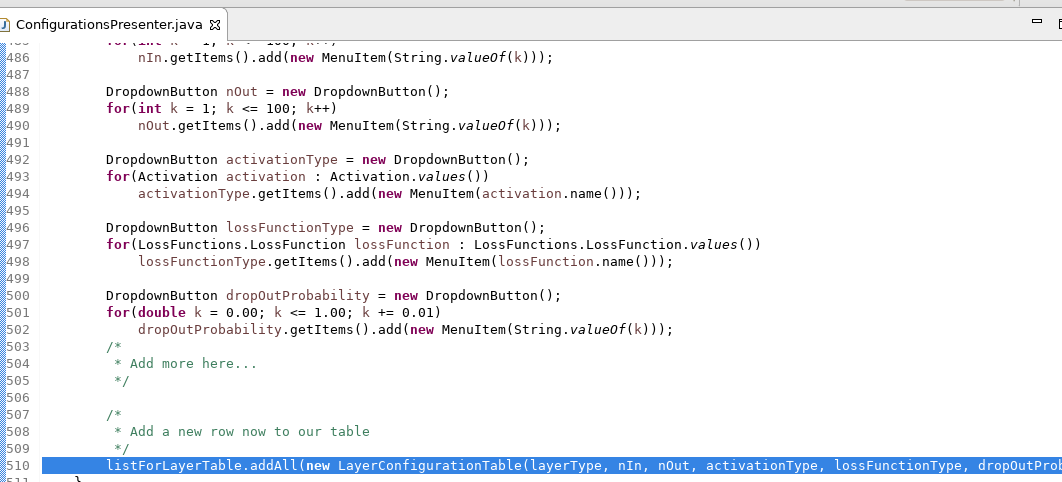 ConfigurationsPresenter.java
486 nIn.getItems().add(new MenuItem(String.valueOf(k)));
487
488 DropdownButton nOut = new DropdownButton();
489 for(int k = 1; k <= 100; k++)
490 nOut.getItems().add(new MenuItem(String.valueOf(k)));
491
492 DropdownButton activationType = new DropdownButton();
493 for(Activation activation : Activation.values())
494 activationType.getItems().add(new MenuItem(activation.name()));
495
496 DropdownButton lossFunctionType = new DropdownButton();
497 for(LossFunctions.LossFunction lossFunction : LossFunctions.LossFunction.values())
498 lossFunctionType.getItems().add(new MenuItem(lossFunction.name()));
499
500 DropdownButton dropOutProbability = new DropdownButton();
501 for(double k = 0.00; k <= 1.00; k += 0.01)
502 dropOutProbability.getItems().add(new MenuItem(String.valueOf(k)));
503 /*
504 * Add more here...
505 */
506
507 /*
508 * Add a new row now to our table
509 */
510 listForLayerTable.addAll(new LayerConfigurationTable(layerType, nIn, nOut, activationType, lossFunctionType, dropOutProb